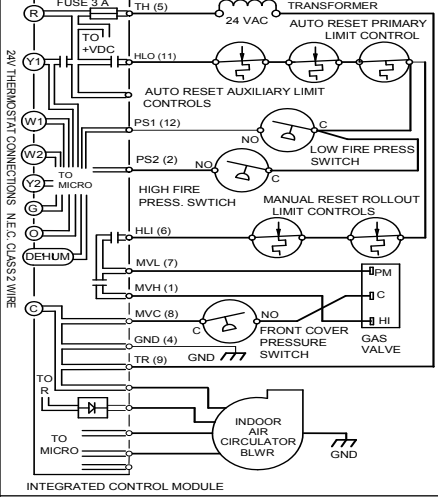 FUSE 3 A
TH (5)
TRANSFORMER
R
24 VAC
AUTO RESET PRIMARY
LIMIT CONTROL
TO
+VDC
Y1
HLO (11)
AUTO RESET AUXILIARY LIMIT
CONTROLS
24V THERMOSTAT CONNECTIONS N.E.C. CLASS 2 WIRE
W1
PS1 (12)
C
NO
LOW FIRE PRESS
SWITCH
W2
PS2 (2)
NO
C
TO
MICRO
Y2
HIGH FIRE
PRESS. SWTICH
MANUAL RESET ROLLOUT
LIMIT CONTROLS
G
O
HLI (6)
DEHUM
MVL (7)
PM
MVH (1)
C
C
MVC (8)
NO
HI
C
FRONT COVER
PRESSURE
SWITCH
GAS
VALVE
GND (4)
GND
TR (9)
TO
R
INDOOR
AIR
CIRCULATOR
BLWR
TO
MICRO
GND
INTEGRATED CONTROL MODULE